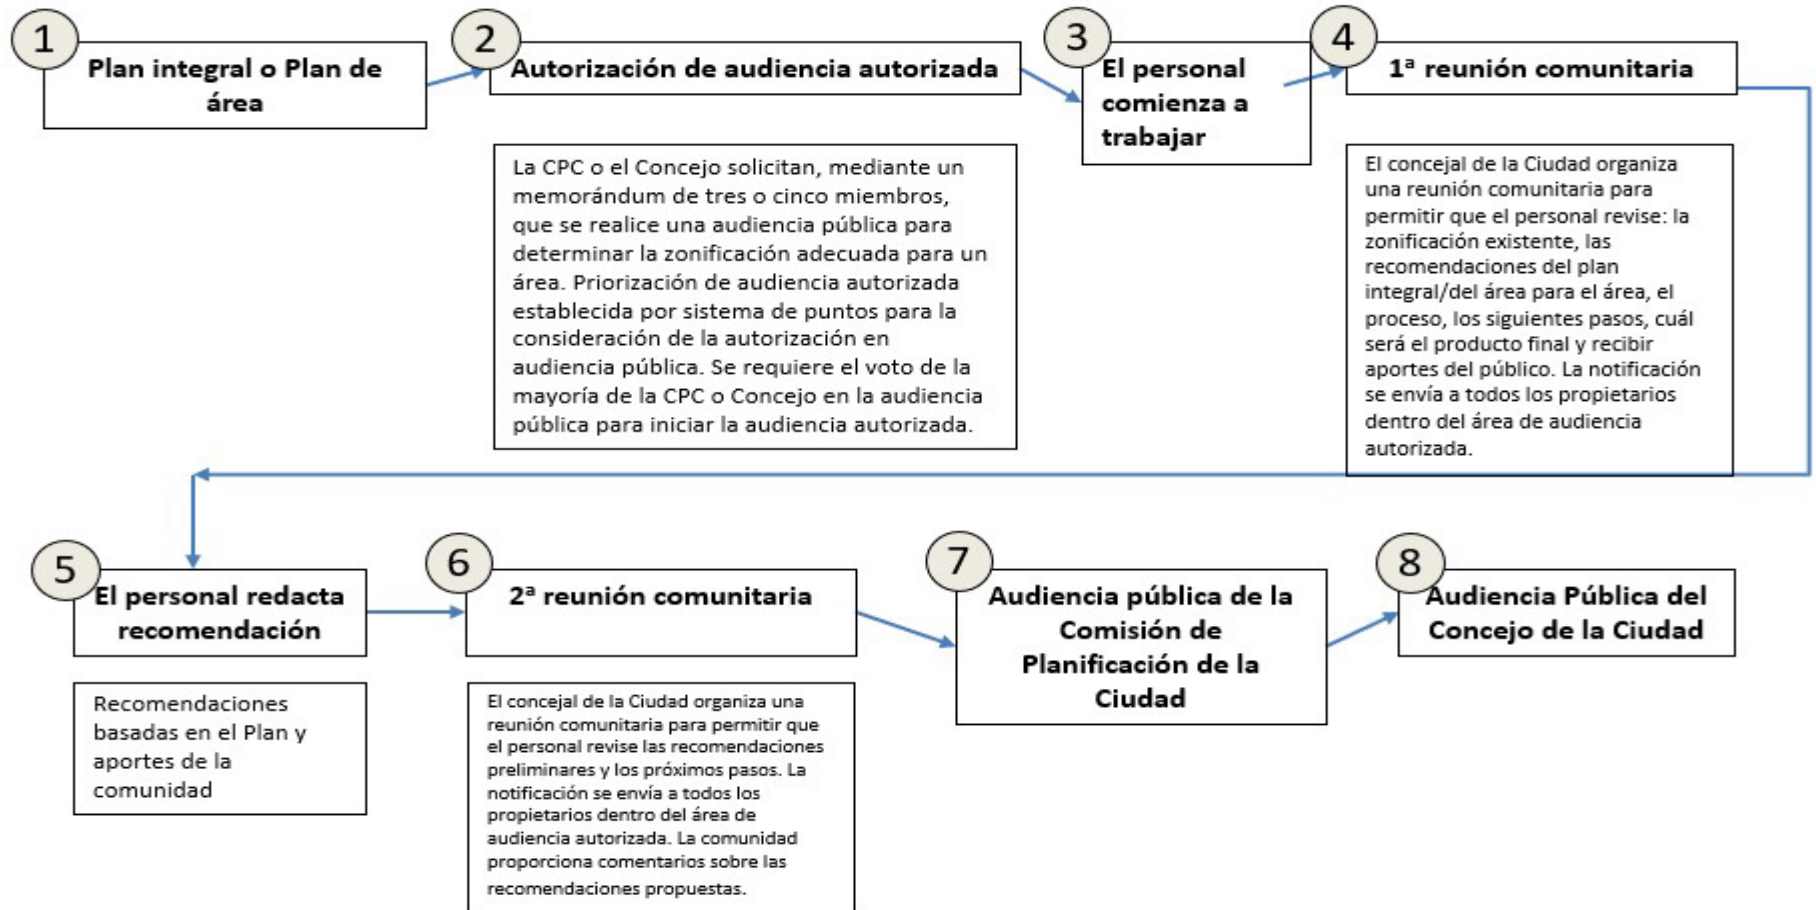 1
Plan integral o Plan de
área
2
Autorización de audiencia autorizada
La CPC o el Concejo solicitan, mediante un
memorándum de tres o cinco miembros,
que se realice una audiencia pública para
determinar la zonificación adecuada para un
área. Priorización de audiencia autorizada
establecida por sistema de puntos para la
consideración de la autorización en
audiencia pública. Se requiere el voto de la
mayoría de la CPC o Concejo en la audiencia
pública para iniciar la audiencia autorizada.
3
El personal
comienza a
trabajar
4
1ª reunión comunitaria
El concejal de la Ciudad organiza
una reunión comunitaria para
permitir que el personal revise: la
zonificación existente, las
recomendaciones del plan
integral/del área para el área, el
proceso, los siguientes pasos, cuál
será el producto final y recibir
aportes del público. La notificación
se envía a todos los propietarios
dentro del área de audiencia
autorizada.
5
El personal redacta
recomendación
Recomendaciones
basadas en el Plan y
aportes de la
comunidad
6
2ª reunión comunitaria
El concejal de la Ciudad organiza una
reunión comunitaria para permitir que
el personal revise las recomendaciones
preliminares y los próximos pasos. La
notificación se envía a todos los
propietarios dentro del área de
audiencia autorizada. La comunidad
proporciona comentarios sobre las
recomendaciones propuestas.
7
Audiencia pública de la
Comisión de
Planificación de la
Ciudad
8
Audiencia Pública del
Concejo de la Ciudad